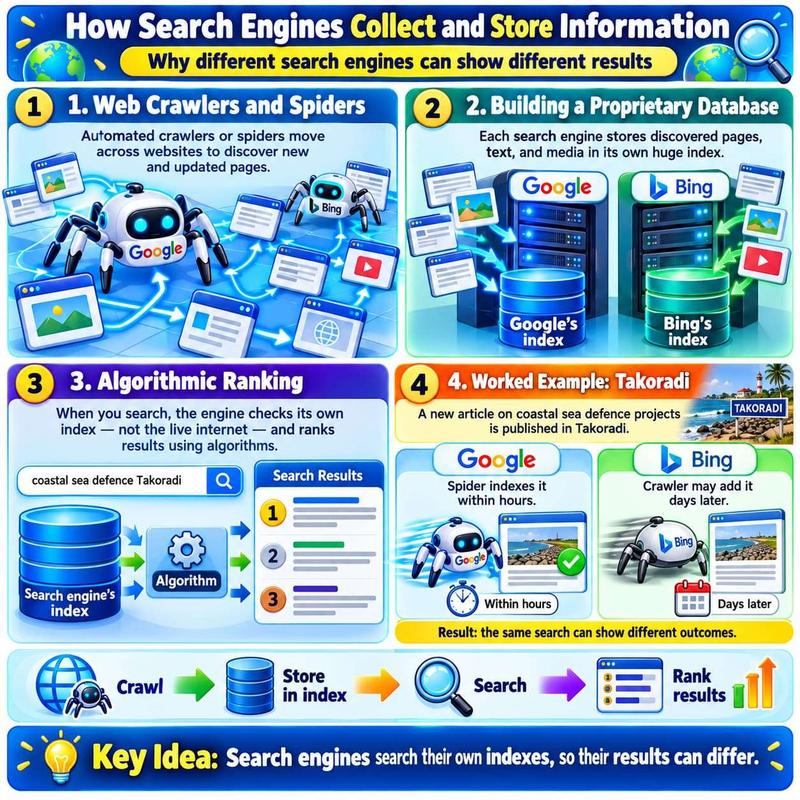 How Search Engines Collect and Store Information
Why different search engines can show different results
1
1. Web Crawlers and Spiders
Automated crawlers or spiders move
across websites to discover new
and updated pages.
Google
Bing
2
2. Building a Proprietary Database
Each search engine stores discovered pages,
text, and media in its own huge index.
Google
Bing
Google's
index
Bing's
index
3
3. Algorithmic Ranking
When you search, the engine checks its own
index — not the live internet — and ranks
results using algorithms.
coastal sea defence Takoradi
Search engine's
index
Algorithm
Search Results
1
2
3
4
4. Worked Example: Takoradi
A new article on coastal sea defence projects
is published in Takoradi.
TAKORADI
Google
Spider indexes it
within hours.
Google
Within hours
Bing
Crawler may add it
days later.
Bing
Days later
Result: the same search can show different outcomes.
Crawl
Store
in index
Search
Rank
results
Key Idea: Search engines search their own indexes, so their results can differ.